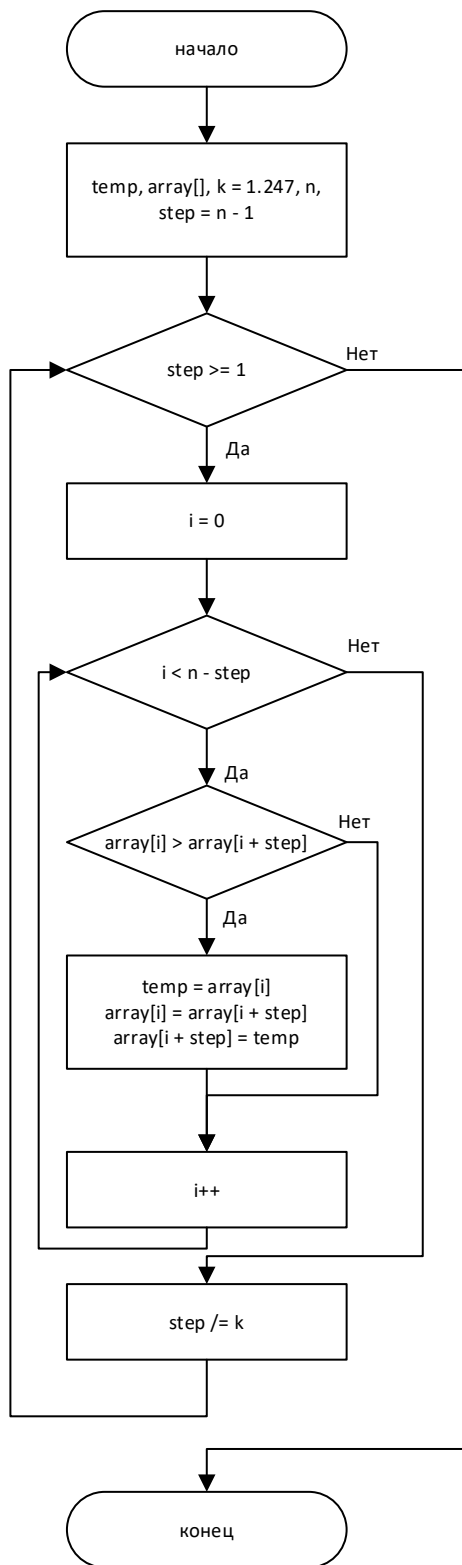 начало
temp, array[], k = 1.247, n,
step = n - 1
step >= 1
Нет
Да
i = 0
i < n - step
Нет
Да
array[i] > array[i + step]
Нет
Да
temp = array[i]
array[i] = array[i + step]
array[i + step] = temp
i++
step /= k
конец